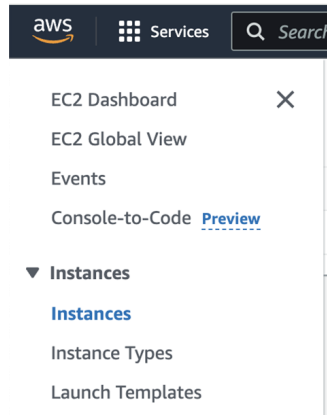 aws
Services
Search
EC2 Dashboard
EC2 Global View
Events
Console-to-Code Preview
Instances
Instances
Instance Types
Launch Templates